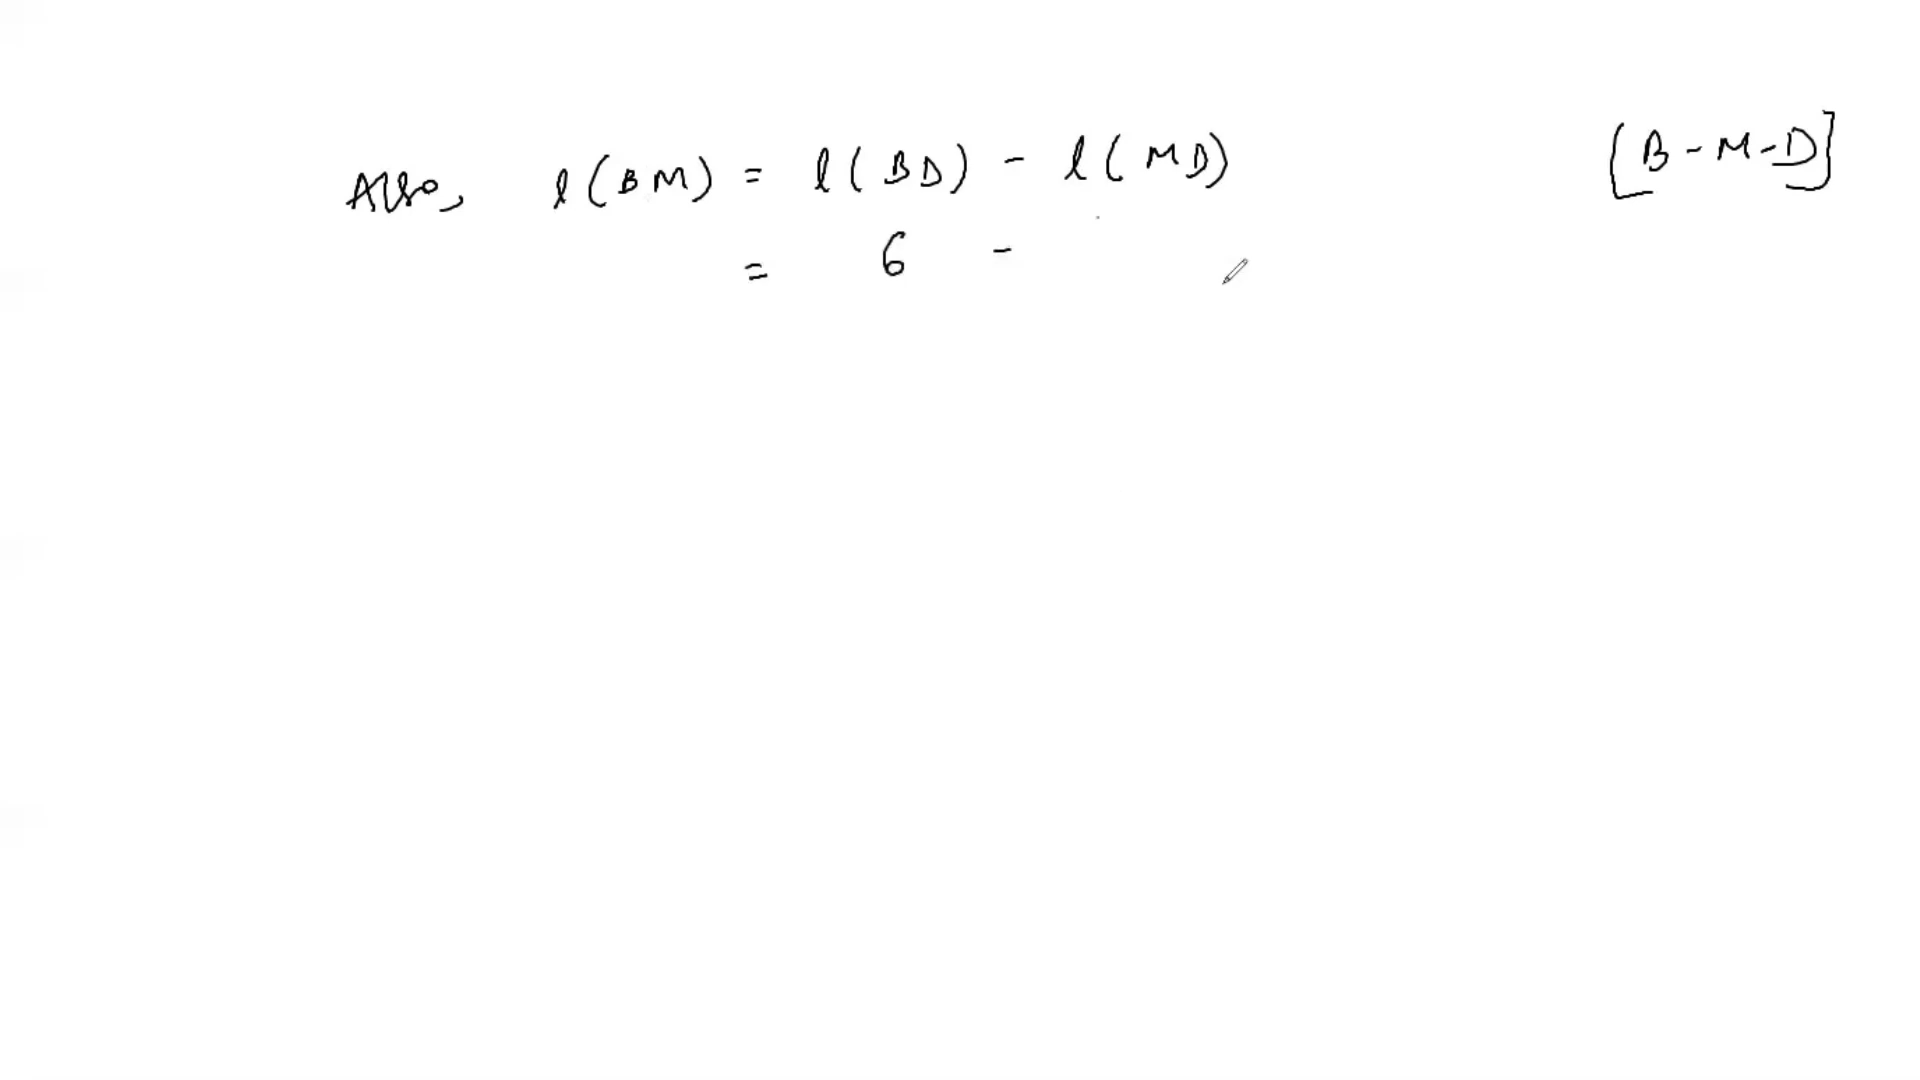 Also, l(BM) = l(BD) - l(MD) [B-M-D]
= 6 -